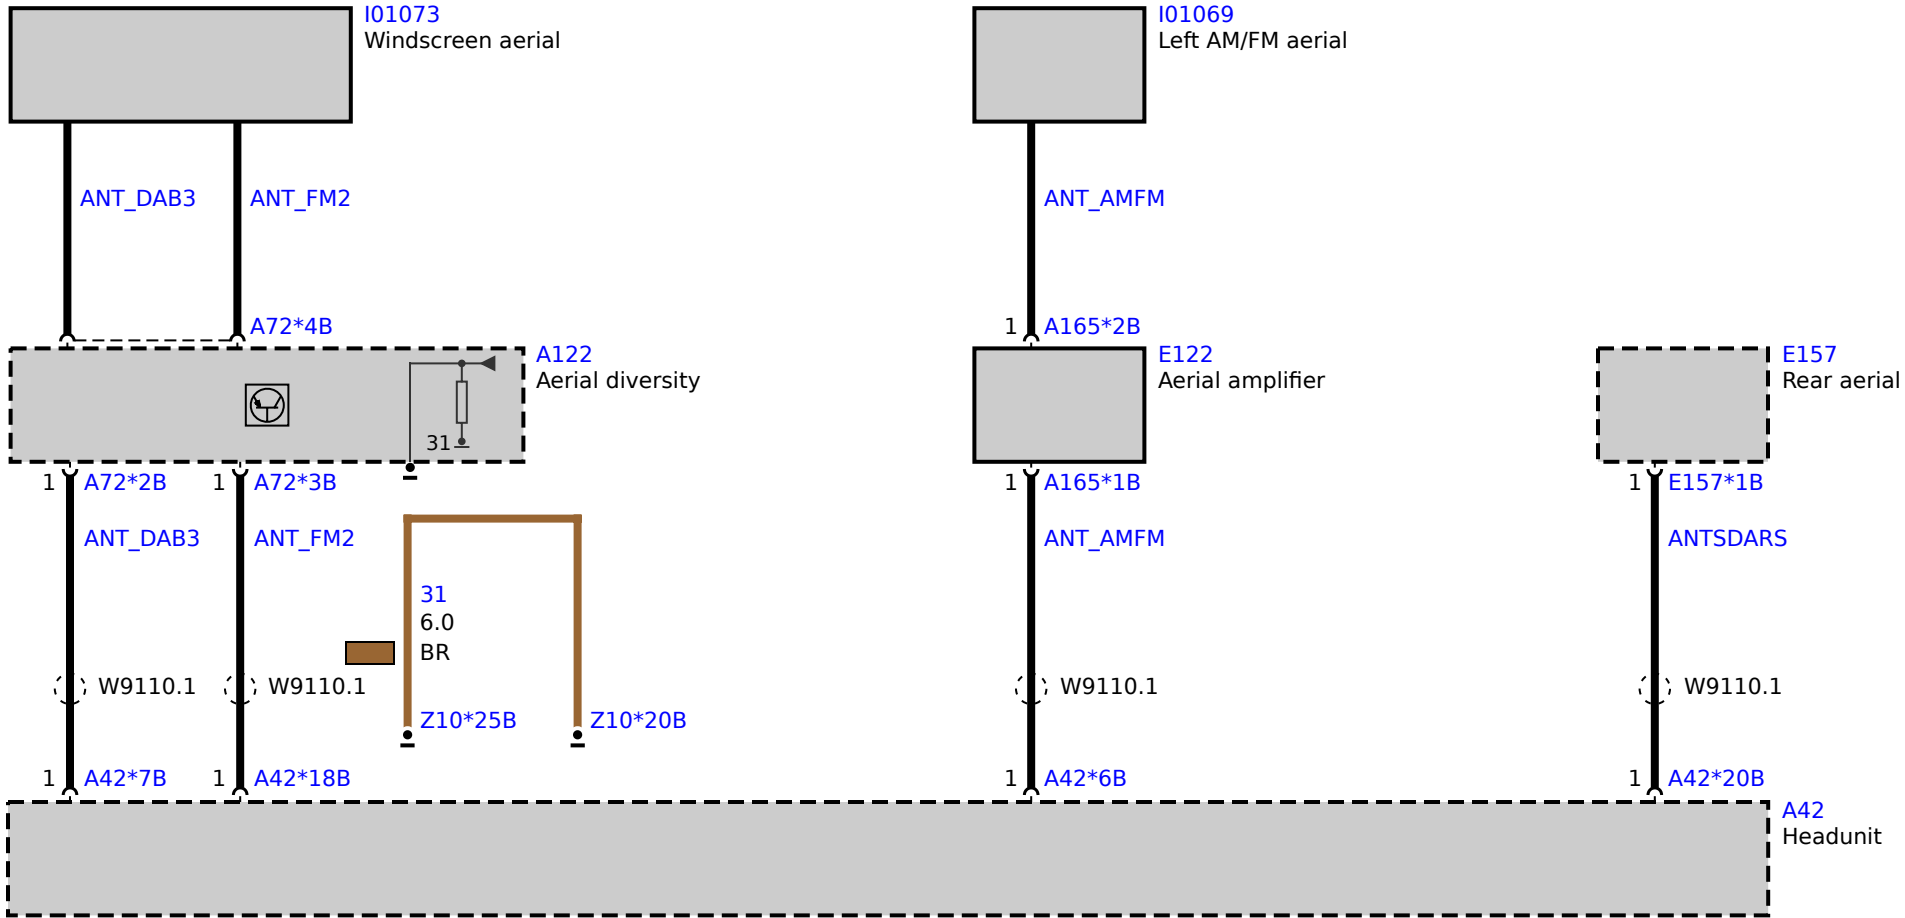 I01073
Windscreen aerial
I01069
Left AM/FM aerial
ANT_DAB3
ANT_FM2
ANT_AMFM
A72*4B
1
A165*2B
A122
Aerial diversity
31
E122
Aerial amplifier
E157
Rear aerial
1
A72*2B
1
A72*3B
1
A165*1B
1
E157*1B
ANT_DAB3
ANT_FM2
ANT_AMFM
ANTSDARS
31
6.0
BR
W9110.1
W9110.1
W9110.1
W9110.1
Z10*25B
Z10*20B
1
A42*7B
1
A42*18B
1
A42*6B
1
A42*20B
A42
Headunit